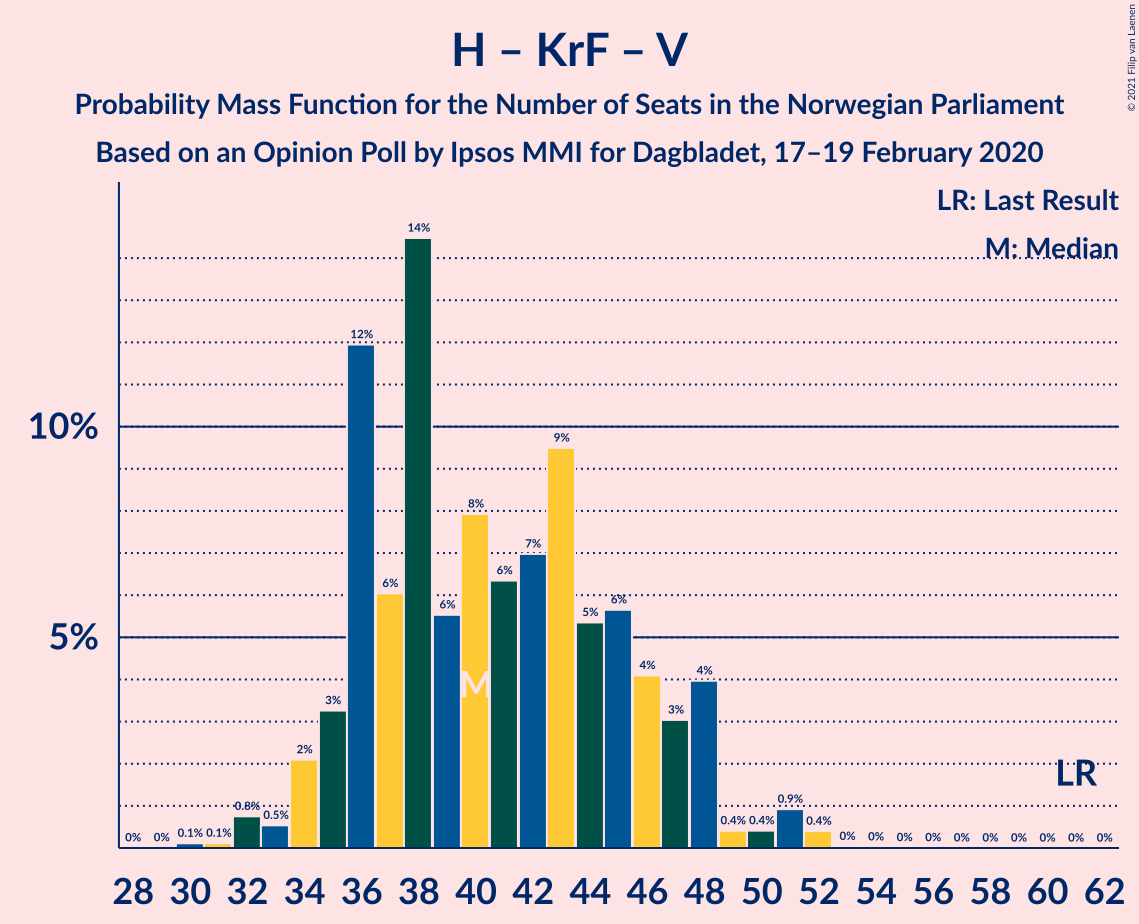 H – KrF – V
Probability Mass Function for the Number of Seats in the Norwegian Parliament
Based on an Opinion Poll by Ipsos MMI for Dagbladet, 17–19 February 2020
© 2021 Filip van Laenen
LR: Last Result
M: Median
10%
5%
0% 0% 0.1% 0.1% 0.8% 0.5% 2% 3% 12% 6% 14% 6% 8% 6% 7% 9% 5% 6% 4% 3% 4% 0.4% 0.4% 0.9% 0.4% 0% 0% 0% 0% 0% 0% 0% 0% 0% 0%
M
LR
28 30 32 34 36 38 40 42 44 46 48 50 52 54 56 58 60 62